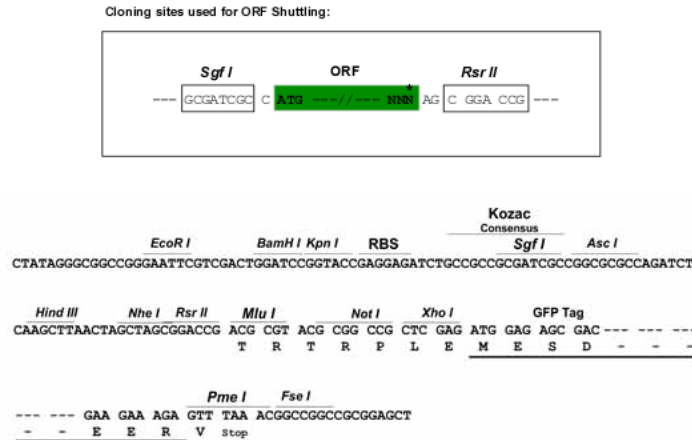 Cloning sites used for ORF Shuttling:
Sgf I ORF Rsr II
--- GCGATCGC C ATG ---//--- NNN* AG C GGA CCG ---
Kozac
Consensus
EcoR I BamH I Kpn I RBS Sgf I Asc I
CTATAGGGCGGCCGGGAATTCGTCGACTGGATCCGGTACCGAGGAGATCTGCCGCCGCGATCGCCGGCGCGCCAGATCT
Hind III Nhe I Rsr II Mlu I Not I Xho I GFP Tag
CAAGCTTAACTAGCTAGCGGACCG ACG CGT ACG CGG CCG CTC GAG ATG GAG AGC GAC --- --- ---
T R T R P L E M E S D - - -
Pme I Fse I
--- --- GAA GAA AGA GTT TAA ACGGCCGGCCGCGGAGCT
- - E E R V Stop